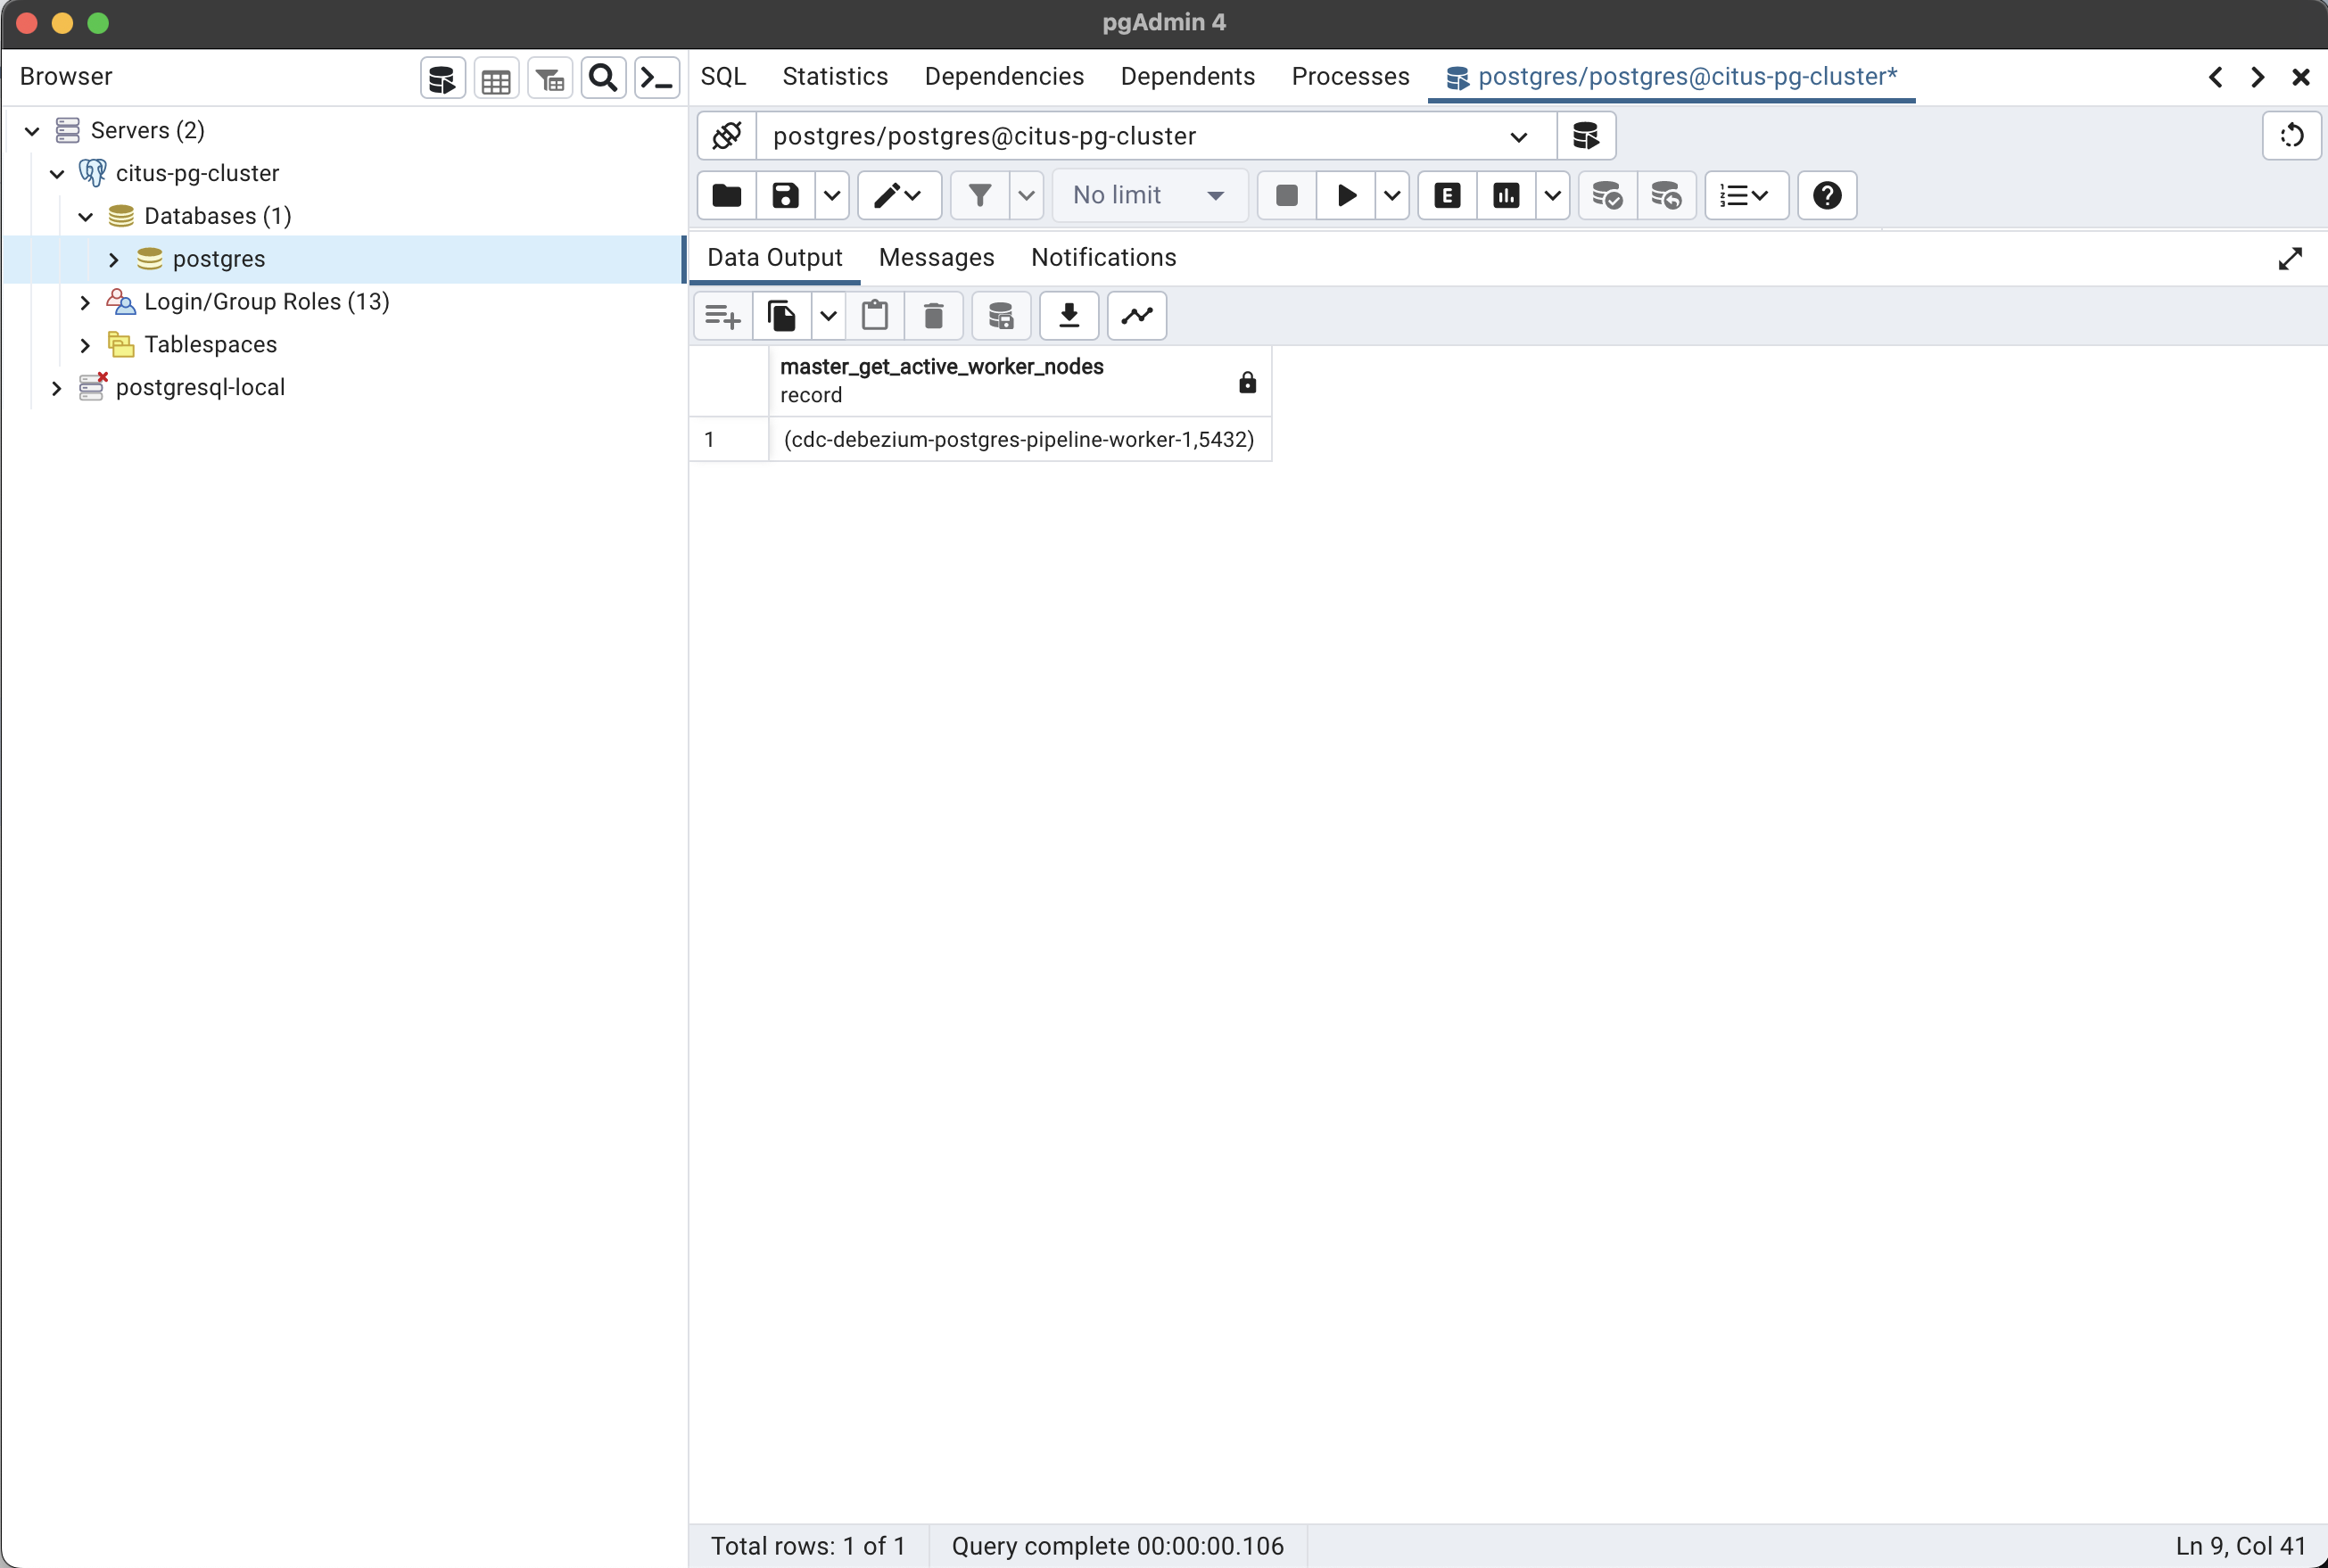 pgAdmin 4
Browser
SQL Statistics Dependencies Dependents Processes postgres/postgres@citus-pg-cluster*
Servers (2)
citus-pg-cluster
Databases (1)
postgres
Login/Group Roles (13)
Tablespaces
postgresql-local
postgres/postgres@citus-pg-cluster
No limit
E
Data Output Messages Notifications
master_get_active_worker_nodes
record
1 (cdc-debezium-postgres-pipeline-worker-1,5432)
Total rows: 1 of 1 Query complete 00:00:00.106 Ln 9, Col 41